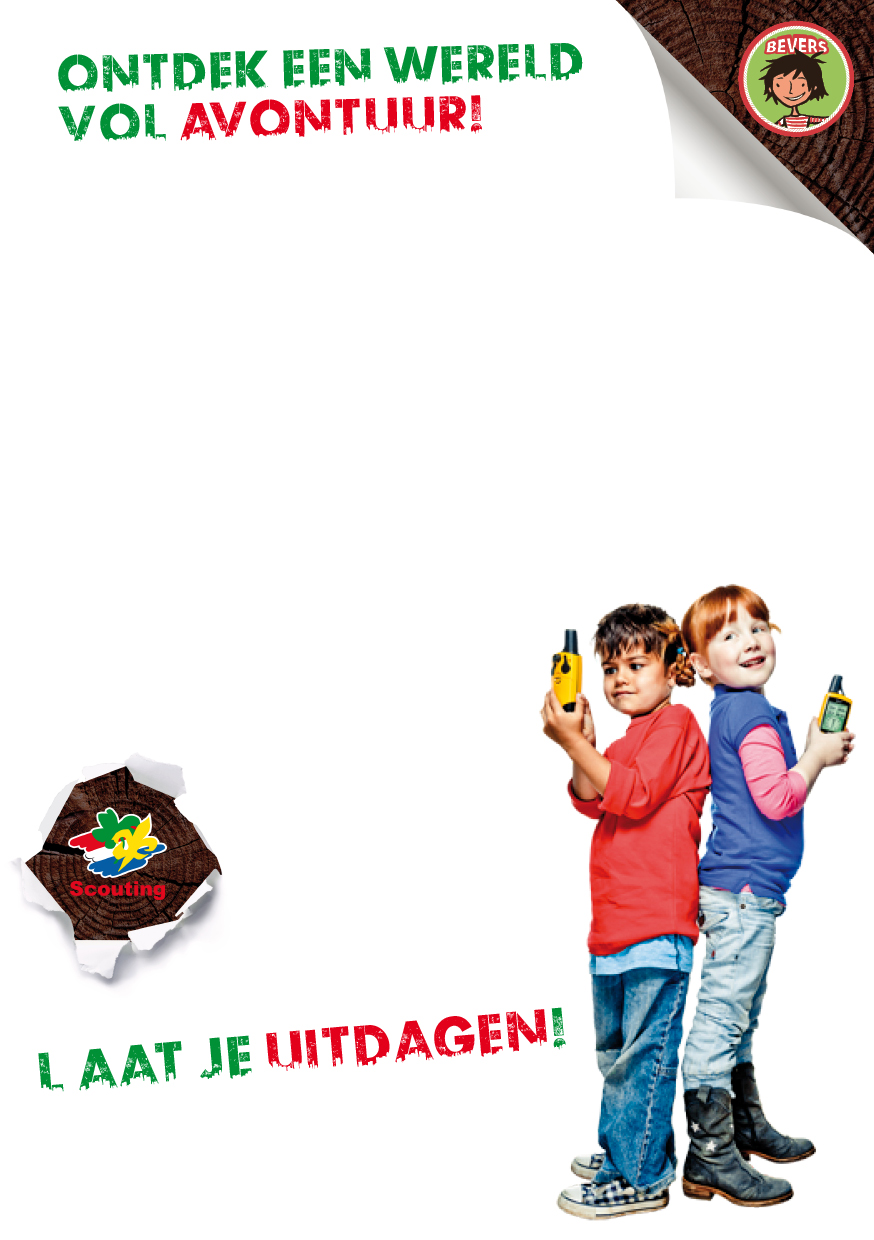 ONTDEK EEN WERELD
VOL AVONTUUR!
BEVERS
Scouting
LAAT JE UITDAGEN!